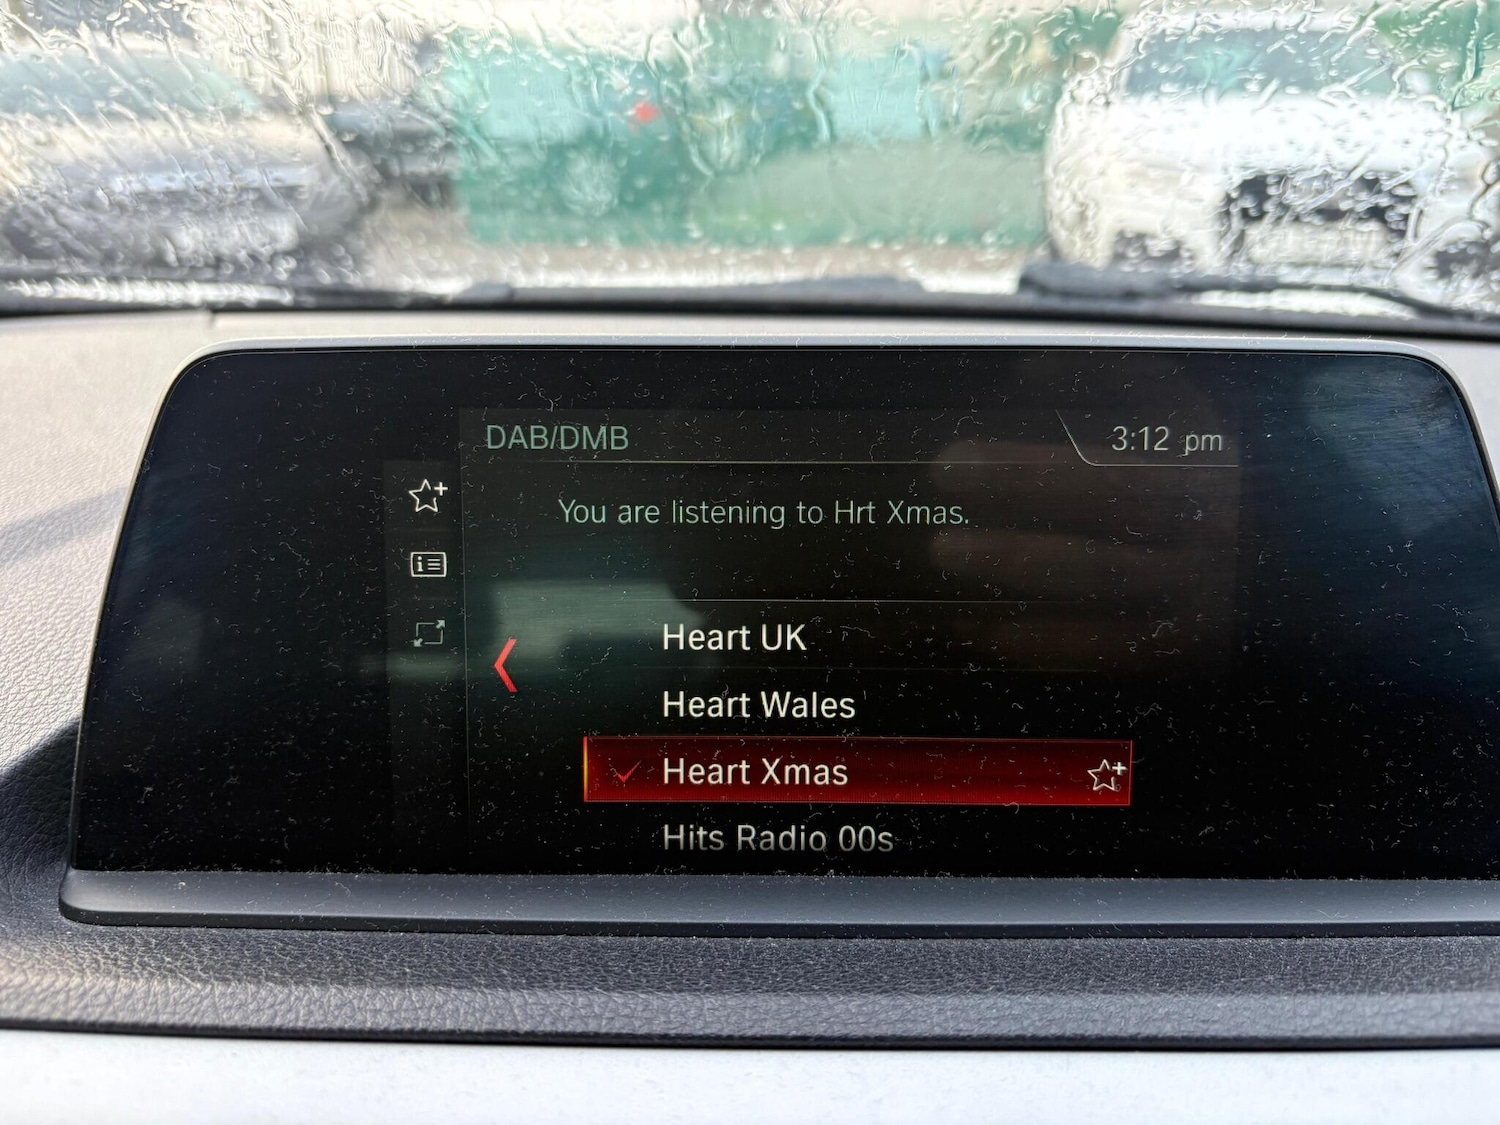 DAB/DMB
3:12 pm
You are listening to Hrt Xmas.
Heart UK
Heart Wales
Heart Xmas
Hits Radio 00s